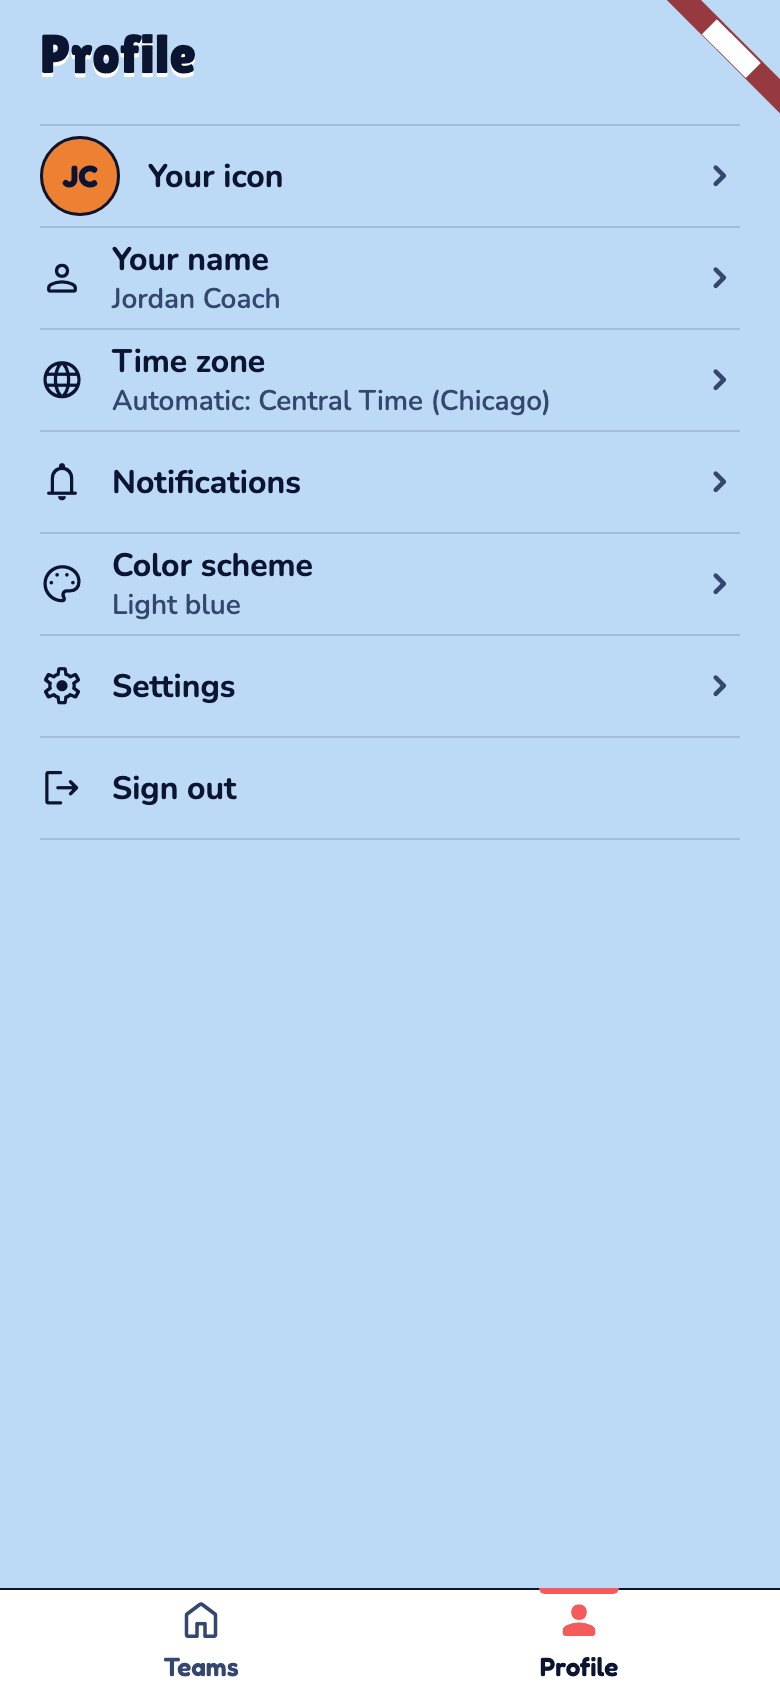 Profile
JC
Your icon
Your name
Jordan Coach
Time zone
Automatic: Central Time (Chicago)
Notifications
Color scheme
Light blue
Settings
Sign out
Teams
Profile